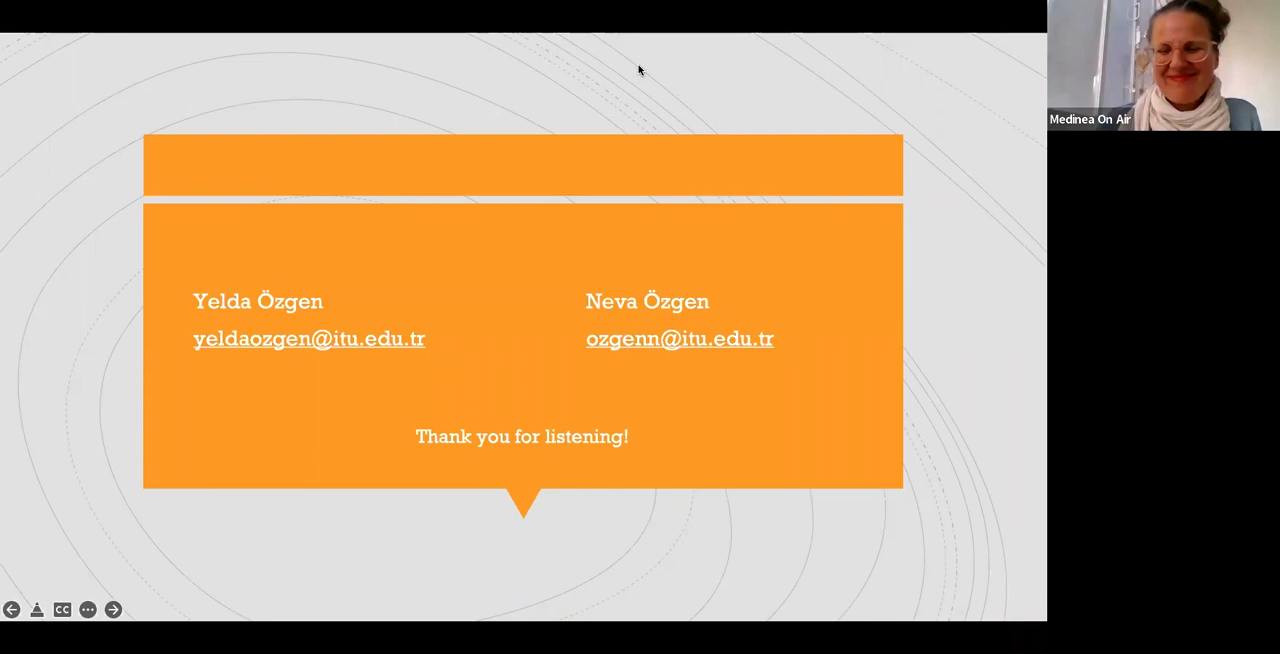 Medinea On Air
Yelda Özgen
yeldaozgen@itu.edu.tr
Neva Özgen
ozgenn@itu.edu.tr
Thank you for listening!
CC